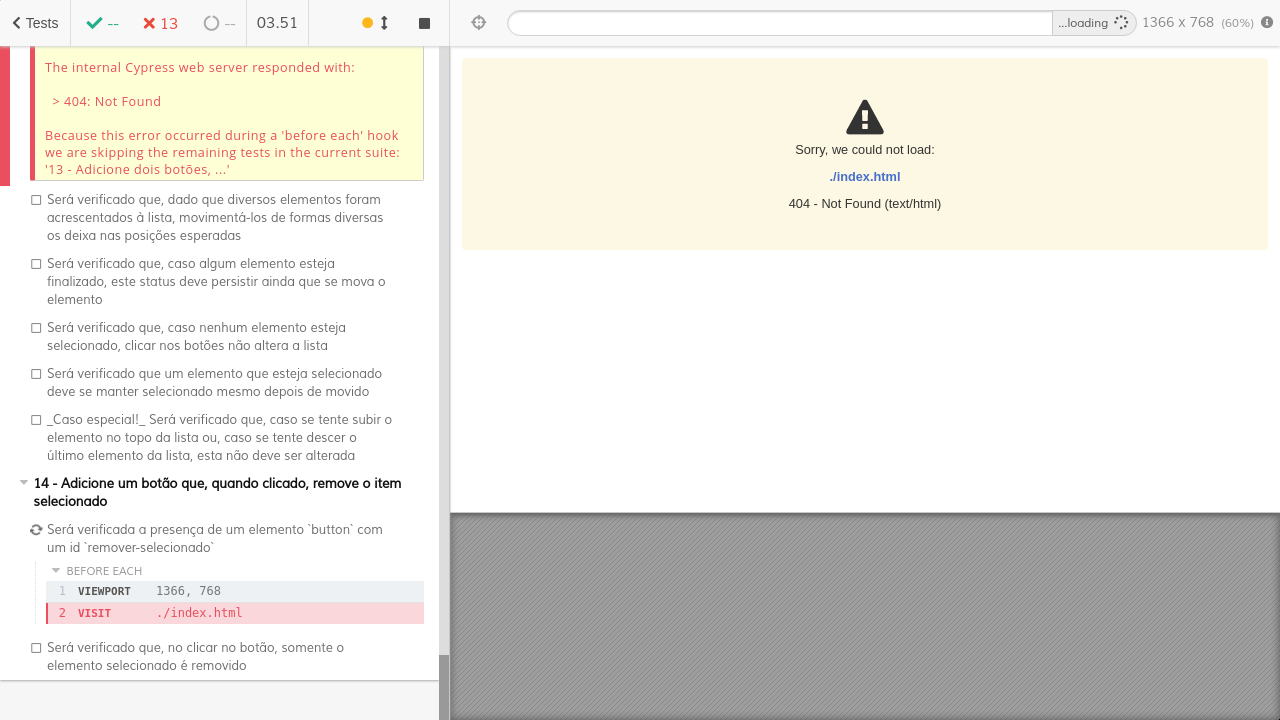 Tests
--
13
--
03.51
...loading
1366 x 768 (60%)
The internal Cypress web server responded with:
> 404: Not Found
Because this error occurred during a 'before each' hook
we are skipping the remaining tests in the current suite:
'13 - Adicione dois botões, ...'
Será verificado que, dado que diversos elementos foram
acrescentados à lista, movimentá-los de formas diversas
os deixa nas posições esperadas
Será verificado que, caso algum elemento esteja
finalizado, este status deve persistir ainda que se mova o
elemento
Será verificado que, caso nenhum elemento esteja
selecionado, clicar nos botões não altera a lista
Será verificado que um elemento que esteja selecionado
deve se manter selecionado mesmo depois de movido
_Caso especial!_ Será verificado que, caso se tente subir o
elemento no topo da lista ou, caso se tente descer o
último elemento da lista, esta não deve ser alterada
14 - Adicione um botão que, quando clicado, remove o item
selecionado
Será verificada a presença de um elemento `button` com
um id `remover-selecionado`
BEFORE EACH
1 VIEWPORT 1366, 768
2 VISIT ./index.html
Será verificado que, no clicar no botão, somente o
elemento selecionado é removido
Sorry, we could not load:
./index.html
404 - Not Found (text/html)